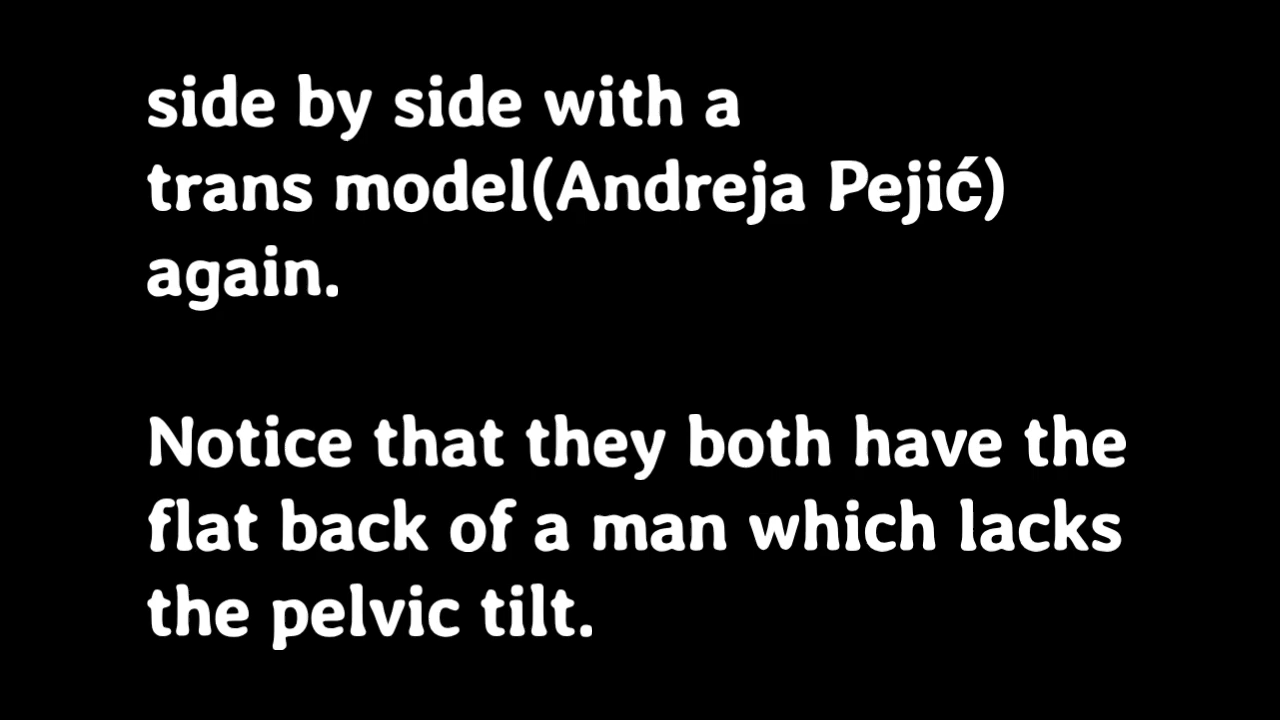 side by side with a
trans model(Andreja Pejić)
again.
Notice that they both have the
flat back of a man which lacks
the pelvic tilt.